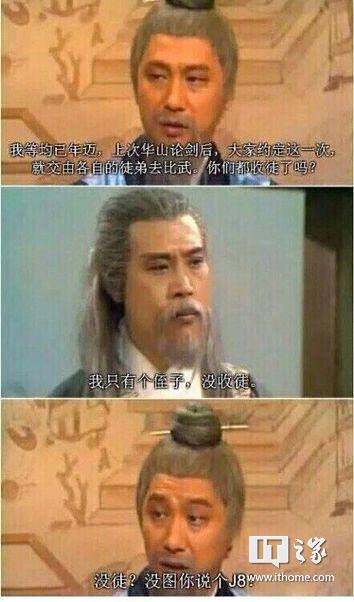 我等均已年迈，上次华山论剑后，大家约定这一次，
就交由各自的徒弟去比武。你们都收徒了吗？
我只有个侄子，没收徒。
没徒？没图你说个J8？
IT之家
www.ithome.com